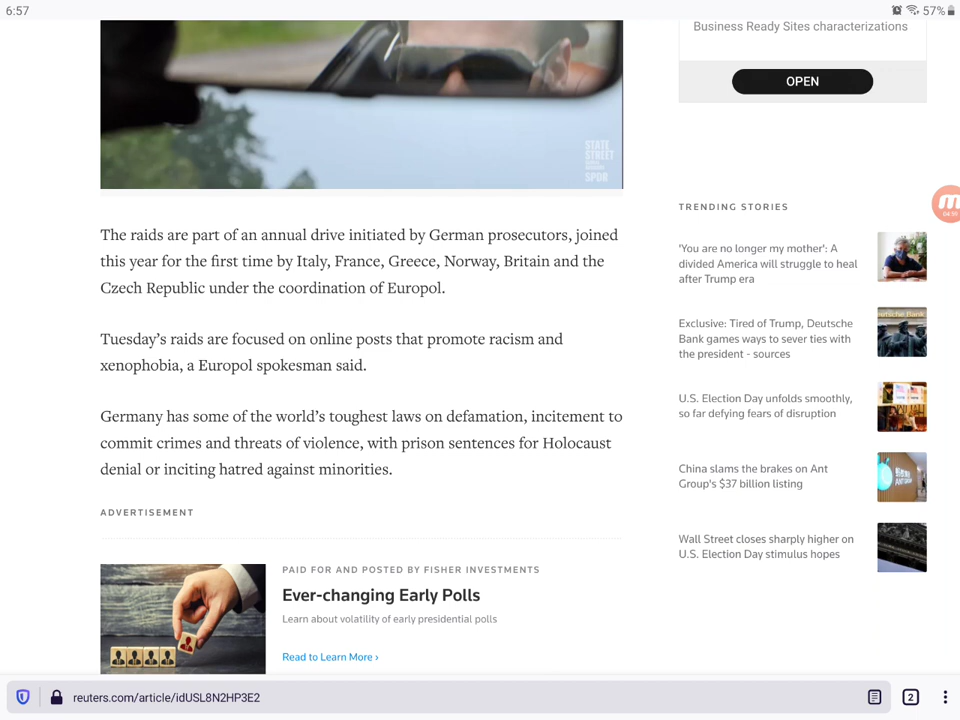 6:57
57%
Business Ready Sites characterizations
OPEN
STATE
STREET
SPDR
The raids are part of an annual drive initiated by German prosecutors, joined
this year for the first time by Italy, France, Greece, Norway, Britain and the
Czech Republic under the coordination of Europol.
Tuesday’s raids are focused on online posts that promote racism and
xenophobia, a Europol spokesman said.
Germany has some of the world’s toughest laws on defamation, incitement to
commit crimes and threats of violence, with prison sentences for Holocaust
denial or inciting hatred against minorities.
ADVERTISEMENT
PAID FOR AND POSTED BY FISHER INVESTMENTS
Ever-changing Early Polls
Learn about volatility of early presidential polls
Read to Learn More ›
TRENDING STORIES
04:56
'You are no longer my mother': A
divided America will struggle to heal
after Trump era
Exclusive: Tired of Trump, Deutsche
Bank games ways to sever ties with
the president - sources
U.S. Election Day unfolds smoothly,
so far defying fears of disruption
China slams the brakes on Ant
Group's $37 billion listing
Wall Street closes sharply higher on
U.S. Election Day stimulus hopes
reuters.com/article/idUSL8N2HP3E2
2